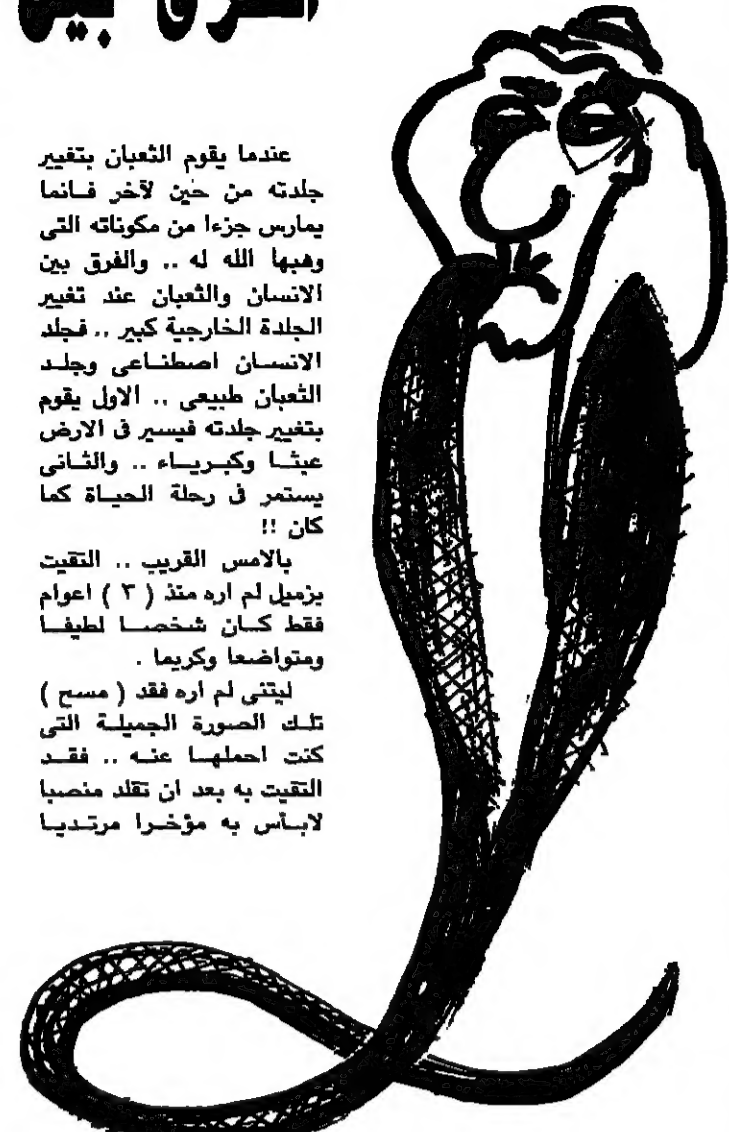 الفرق بين
عندما يقوم الثعبان بتغيير
جلدته من حين لآخر فانما
يمارس جزءا من مكوناته التى
وهبها الله له .. والفرق بين
الانسان والثعبان عند تغيير
الجلدة الخارجية كبير .. فجلد
الانسان اصطناعى وجلد
الثعبان طبيعى .. الاول يقوم
بتغيير جلدته فيسير فى الارض
عبثا وكبرياء .. والثانى
يستمر فى رحلة الحياة كما
كان !!
بالامس القريب .. التقيت
بزميل لم اره منذ ( ٣ ) اعوام
فقط كان شخصا لطيفا
ومتواضعا وكريما .
ليتنى لم اره فقد ( مسح )
تلك الصورة الجميلة التى
كنت احملها عنه .. فقد
التقيت به بعد ان تقلد منصبا
لابأس به مؤخرا مرتديا